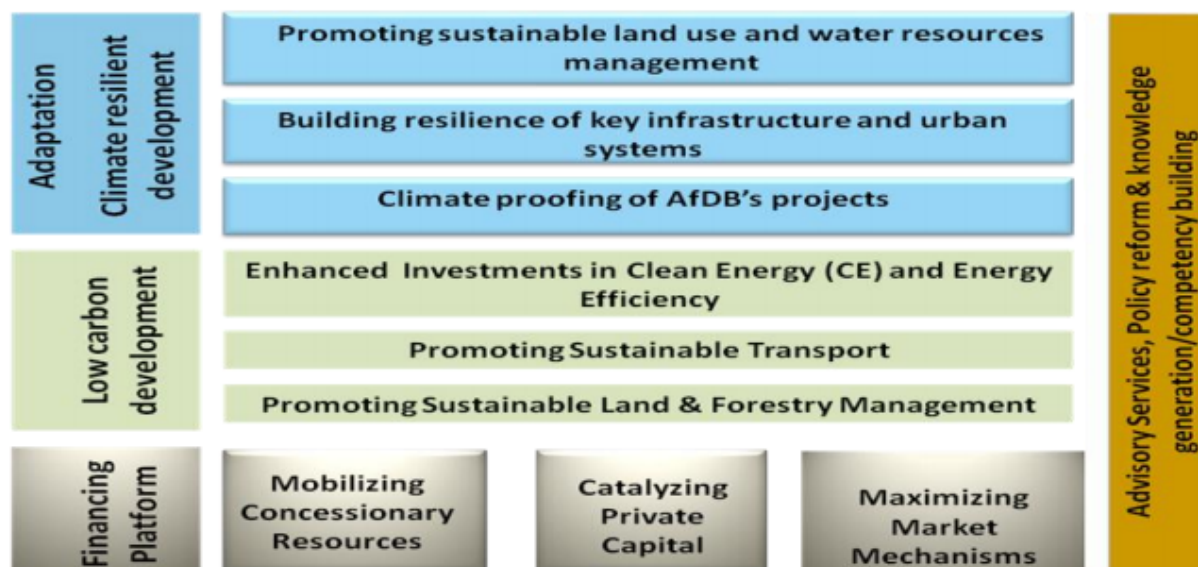 Adaptation
Climate resilient
development
Promoting sustainable land use and water resources
management
Building resilience of key infrastructure and urban
systems
Climate proofing of AfDB's projects
Low carbon
development
Enhanced Investments in Clean Energy (CE) and Energy
Efficiency
Promoting Sustainable Transport
Promoting Sustainable Land & Forestry Management
Financing
Platform
Mobilizing
Concessionary
Resources
Catalyzing
Private
Capital
Maximizing
Market
Mechanisms
Advisory Services, Policy reform & knowledge
generation/competency building